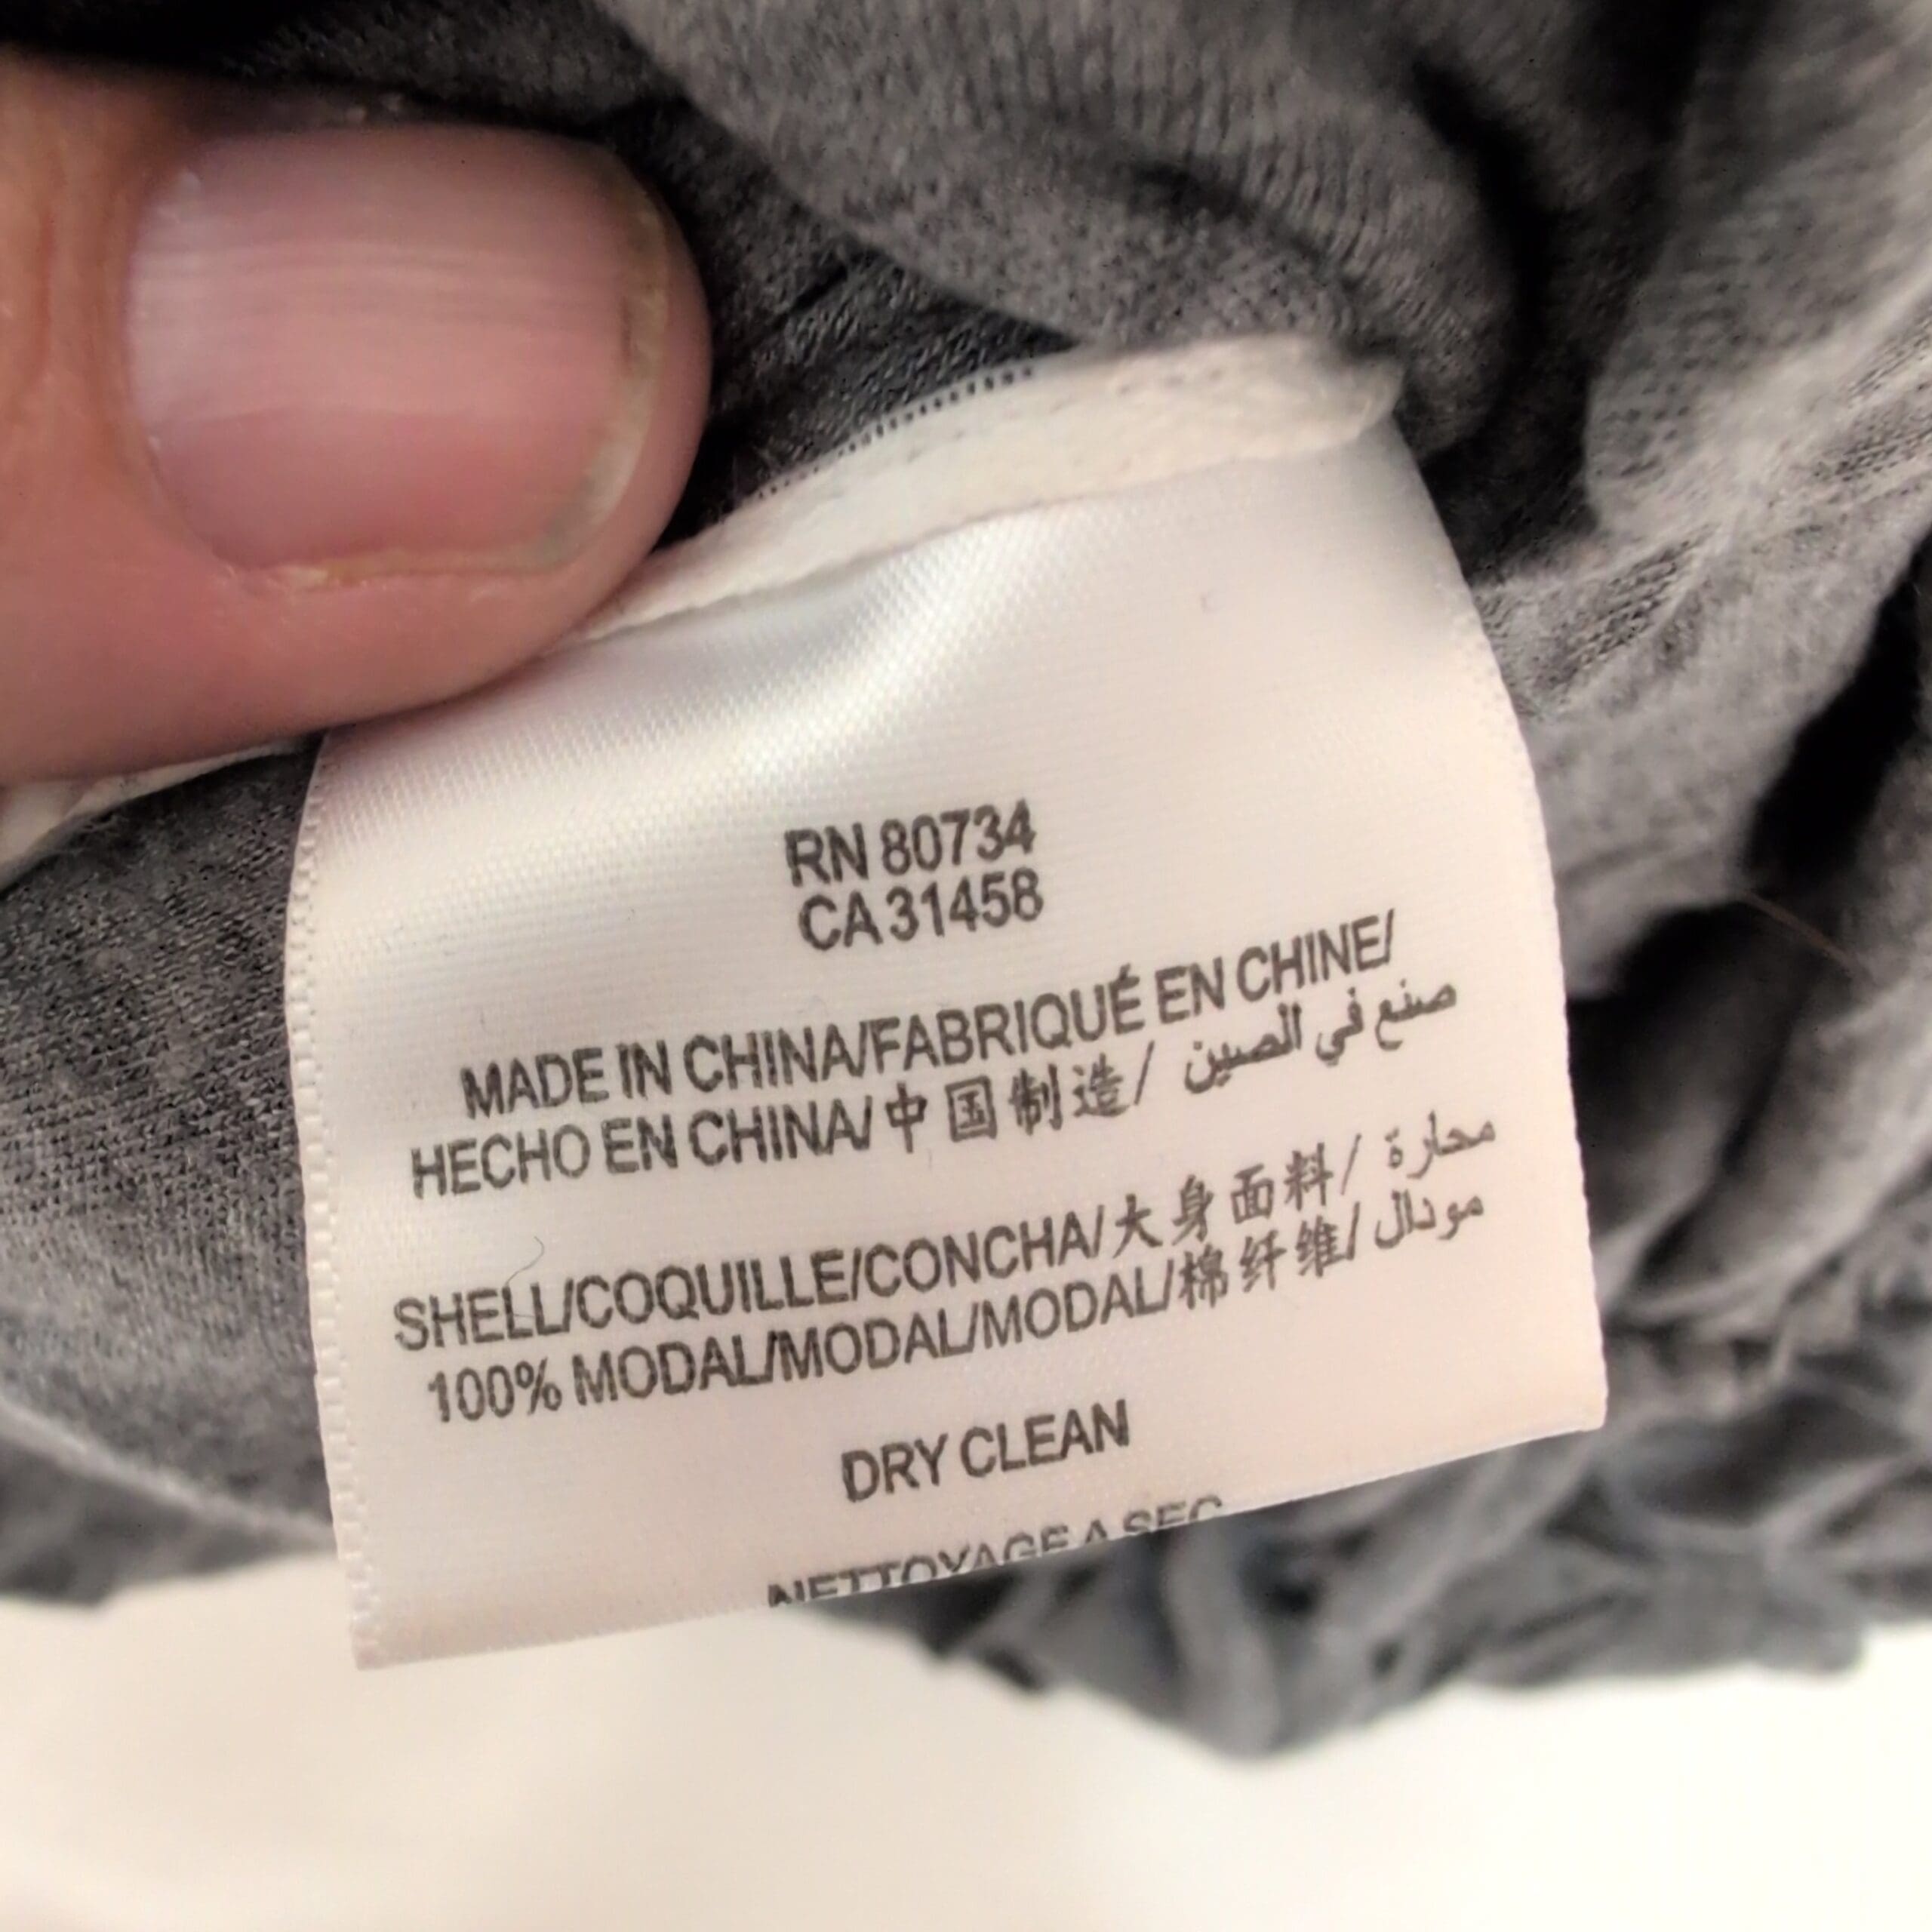 RN 80734
CA 31458
MADE IN CHINA/FABRIQUÉ EN CHINE/
HECHO EN CHINA/中国制造/ صنع في الصين
SHELL/COQUILLE/CONCHA/大身面料/ محارة
100% MODAL/MODAL/MODAL/棉纤维/ مودال
DRY CLEAN
NETTOYAGE A SEC